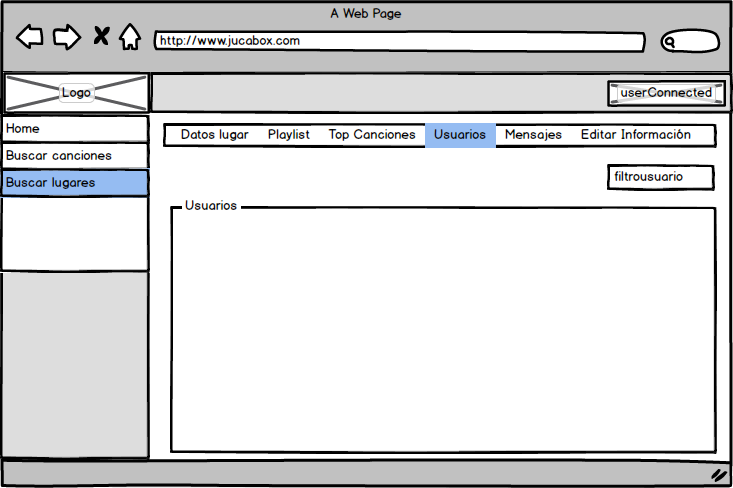 A Web Page
http://www.jucabox.com
Logo
userConnected
Home
Buscar canciones
Buscar lugares
Datos lugar Playlist Top Canciones Usuarios Mensajes Editar Información
filtrousuario
Usuarios